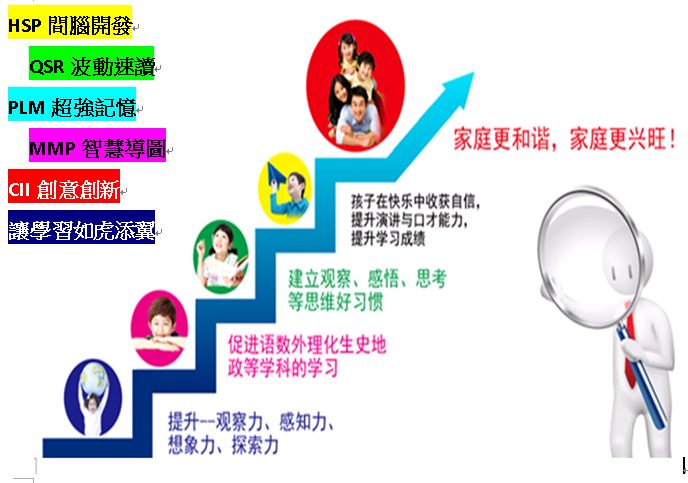 HSP 間腦開發
QSR 波動速讀
PLM 超強記憶
MMP 智慧導圖
CII 創意創新
讓學習如虎添翼
家庭更和谐，家庭更兴旺！
孩子在快乐中收获自信，
提升演讲与口才能力，
提升学习成绩
建立观察、感悟、思考
等思维好习惯
促进语数外理化生史地
政等学科的学习
提升--观察力、感知力、
想象力、探索力